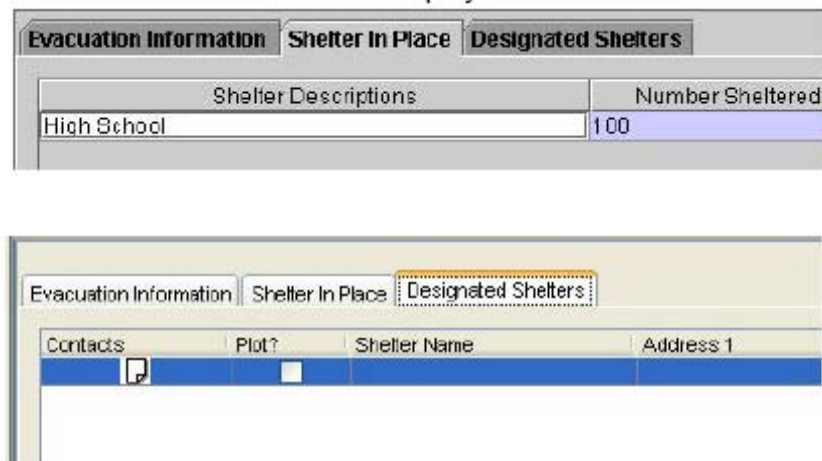 Evacuation Information Shelter In Place Designated Shelters
Shelter Descriptions Number Sheltered
High School 100
Evacuation Information Shelter In Place Designated Shelters
Contacts Plot? Shelter Name Address 1